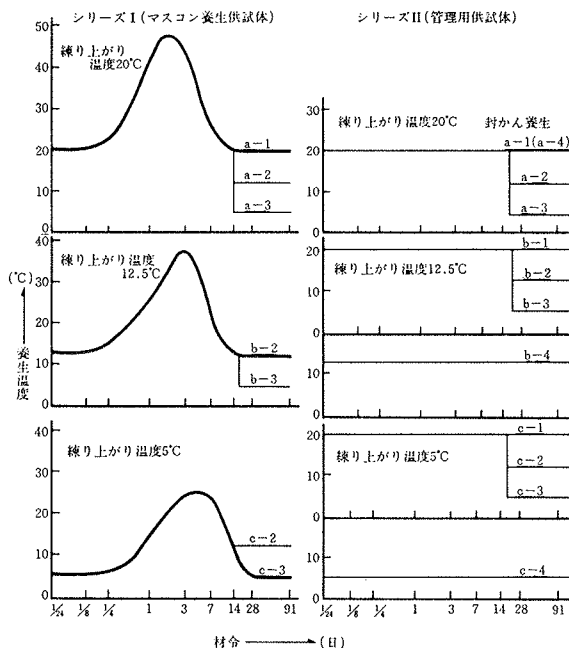 シリーズⅠ(マスコン養生供試体)
50
練り上がり
温度20℃
40
30
20
a-1
a-2
10
a-3
0
40
(℃)
練り上がり温度
12.5℃
30
20
b-2
10
b-3
0
養生温度
40
練り上がり温度5℃
30
20
c-2
10
c-3
0
1/24 1/8 1/4 1 3 7 14 28 91
シリーズⅡ(管理用供試体)
30
練り上がり温度20℃ 封かん養生
a-1(a-4)
20
a-2
10
a-3
0
b-1
20
練り上がり温度12.5℃
b-2
10
b-3
0
b-4
10
0
c-1
20
練り上がり温度5℃
c-2
10
c-3
0
10
c-4
0
1/24 1/8 1/4 1 3 7 14 28 91
材令 (日)